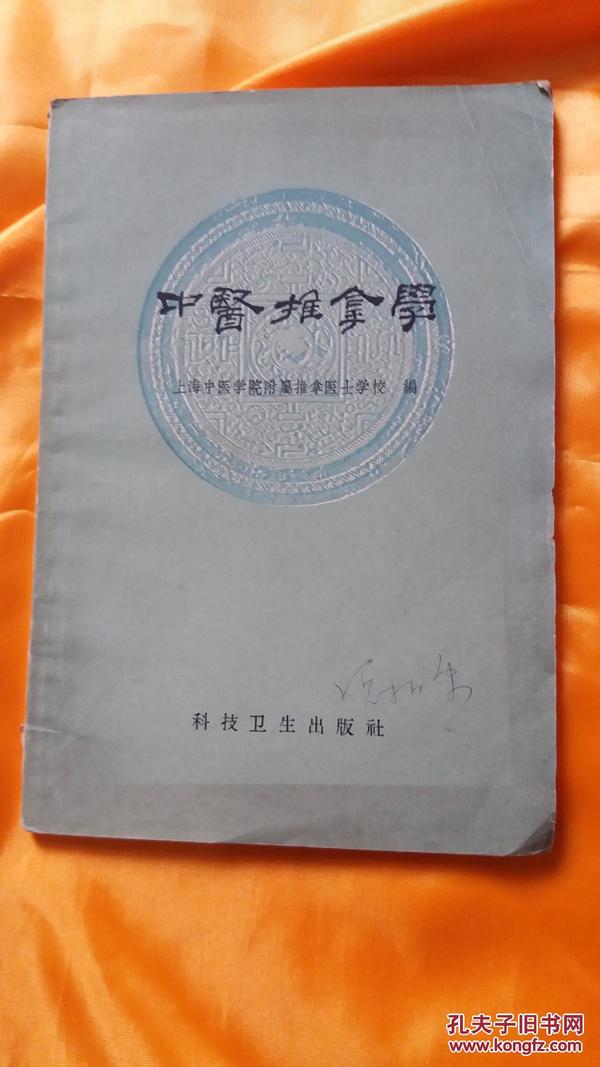 中醫推拿學
上海中医学院附屬推拿医士学校 編
科技卫生出版社
孔夫子旧书网
www.kongfz.com